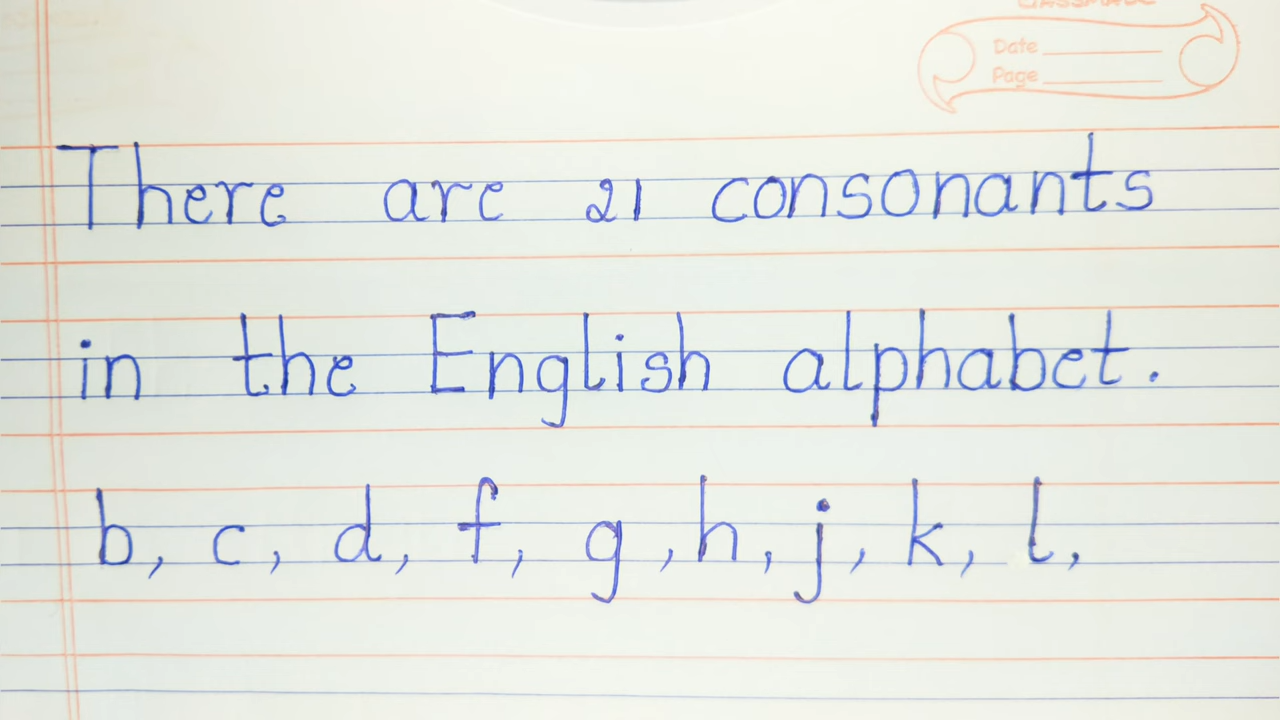 Date
Page
There are 21 consonants
in the English alphabet.
b, c, d, f, g, h, j, k, l,